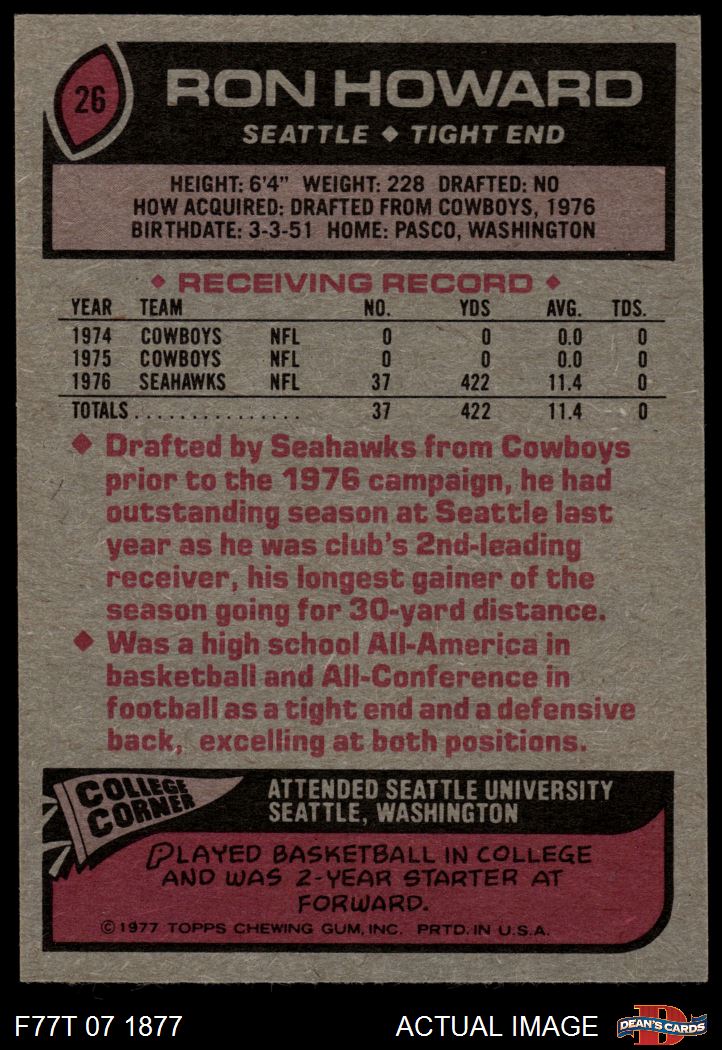 26
RON HOWARD
SEATTLE ◆ TIGHT END
HEIGHT: 6'4" WEIGHT: 228 DRAFTED: NO
HOW ACQUIRED: DRAFTED FROM COWBOYS, 1976
BIRTHDATE: 3-3-51 HOME: PASCO, WASHINGTON
◆ RECEIVING RECORD ◆
YEAR TEAM NO. YDS AVG. TDS.
1974 COWBOYS NFL 0 0 0.0 0
1975 COWBOYS NFL 0 0 0.0 0
1976 SEAHAWKS NFL 37 422 11.4 0
TOTALS................ 37 422 11.4 0
◆ Drafted by Seahawks from Cowboys
prior to the 1976 campaign, he had
outstanding season at Seattle last
year as he was club's 2nd-leading
receiver, his longest gainer of the
season going for 30-yard distance.
◆ Was a high school All-America in
basketball and All-Conference in
football as a tight end and a defensive
back, excelling at both positions.
COLLEGE
CORNER
ATTENDED SEATTLE UNIVERSITY
SEATTLE, WASHINGTON
PLAYED BASKETBALL IN COLLEGE
AND WAS 2-YEAR STARTER AT
FORWARD.
©1977 TOPPS CHEWING GUM, INC. PRTD. IN U.S.A.
F77T 07 1877
ACTUAL IMAGE
DEAN'S CARDS